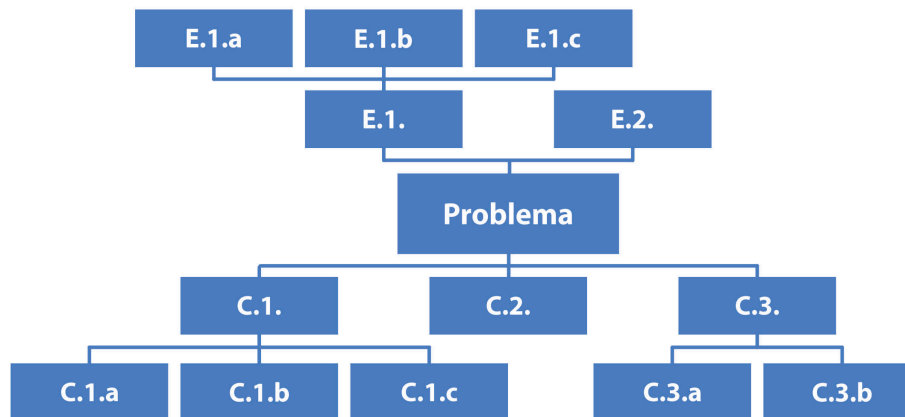 E.1.a
E.1.b
E.1.c
E.1.
E.2.
Problema
C.1.
C.2.
C.3.
C.1.a
C.1.b
C.1.c
C.3.a
C.3.b